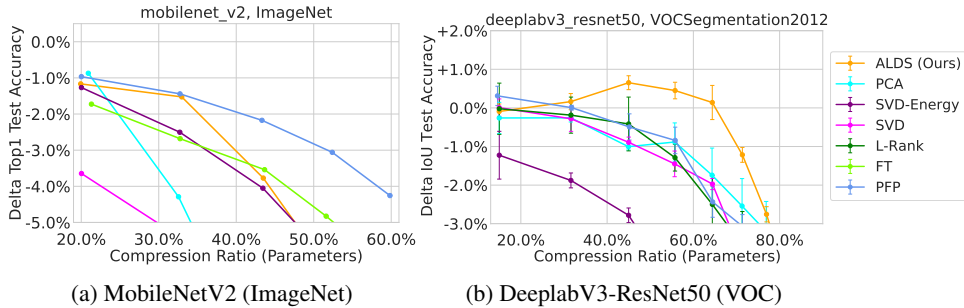 mobilenet_v2, ImageNet
Delta Top1 Test Accuracy
0.0%
-1.0%
-2.0%
-3.0%
-4.0%
-5.0%
20.0% 30.0% 40.0% 50.0% 60.0%
Compression Ratio (Parameters)
(a) MobileNetV2 (ImageNet)
deeplabv3_resnet50, VOCSegmentation2012
Delta IoU Test Accuracy
+2.0%
+1.0%
0.0%
-1.0%
-2.0%
-3.0%
20.0% 40.0% 60.0% 80.0%
Compression Ratio (Parameters)
(b) DeeplabV3-ResNet50 (VOC)
ALDS (Ours)
PCA
SVD-Energy
SVD
L-Rank
FT
PFP